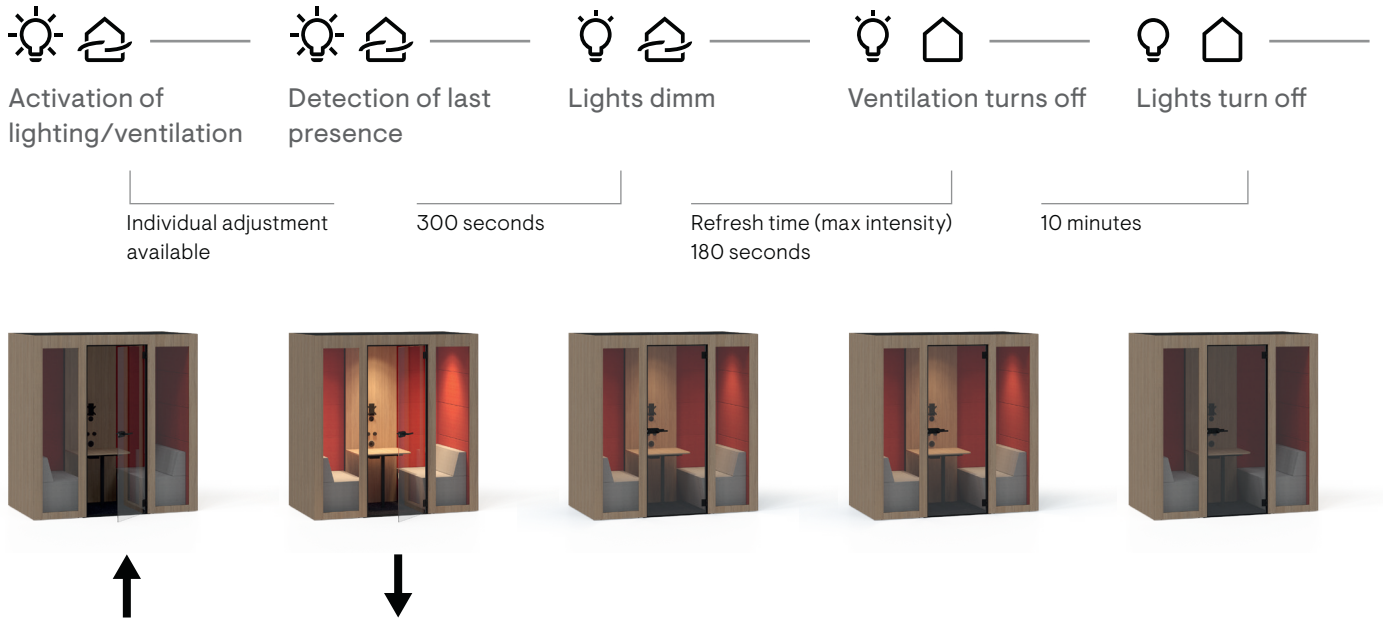 Activation of
lighting/ventilation
Detection of last
presence
Lights dimm
Ventilation turns off
Lights turn off
Individual adjustment
available
300 seconds
Refresh time (max intensity)
180 seconds
10 minutes